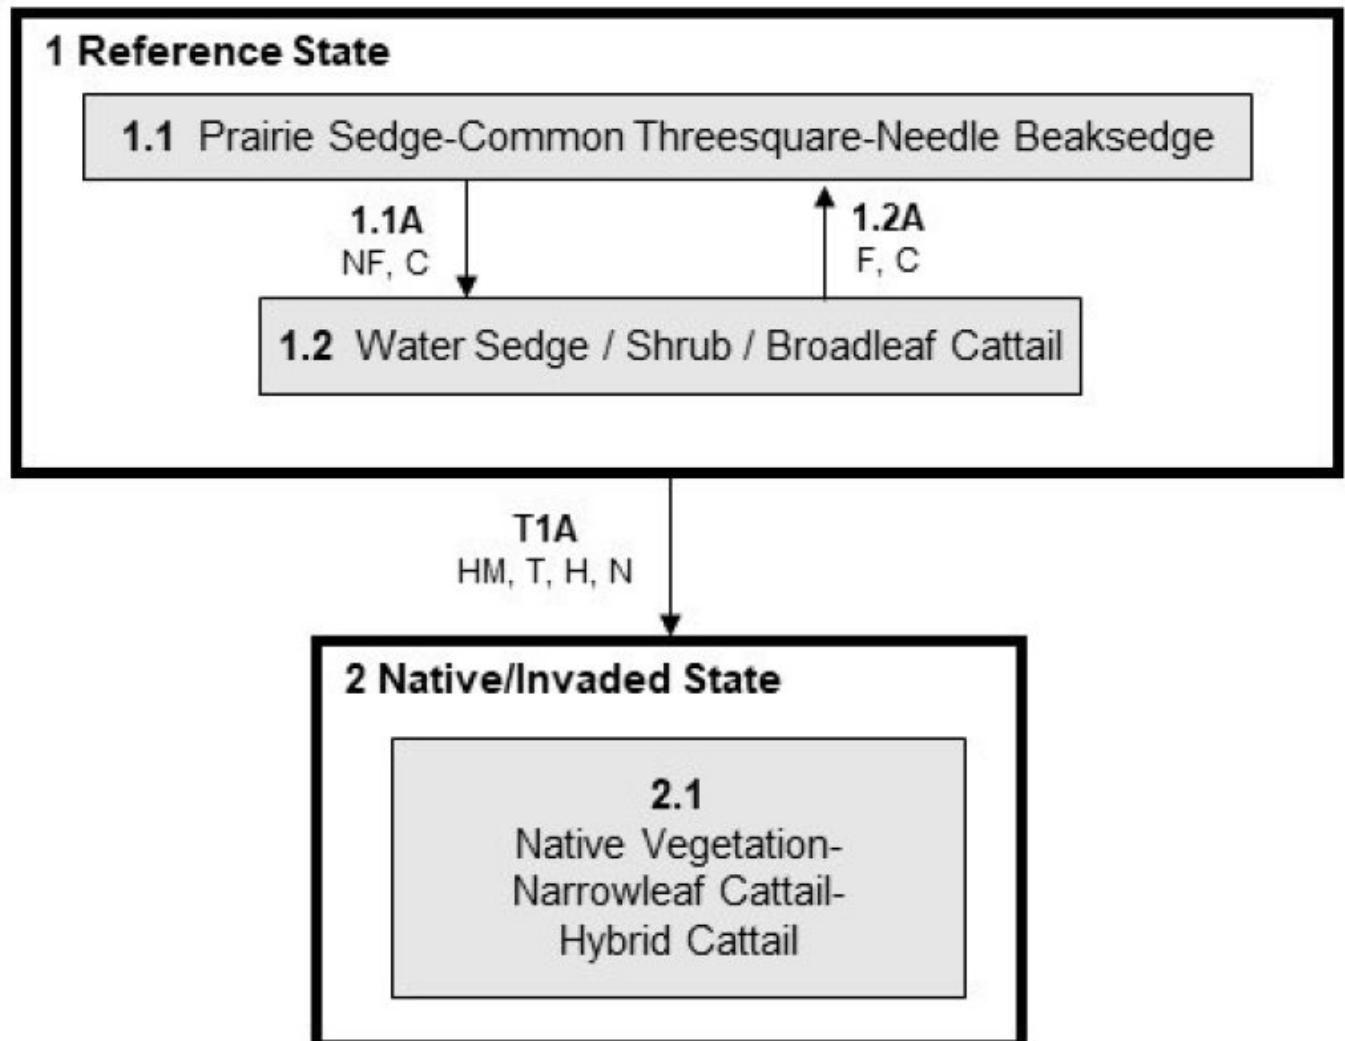 1 Reference State
1.1 Prairie Sedge-Common Threesquare-Needle Beaksedge
1.1A
NF, C
1.2A
F, C
1.2 Water Sedge / Shrub / Broadleaf Cattail
T1A
HM, T, H, N
2 Native/Invaded State
2.1
Native Vegetation-
Narrowleaf Cattail-
Hybrid Cattail